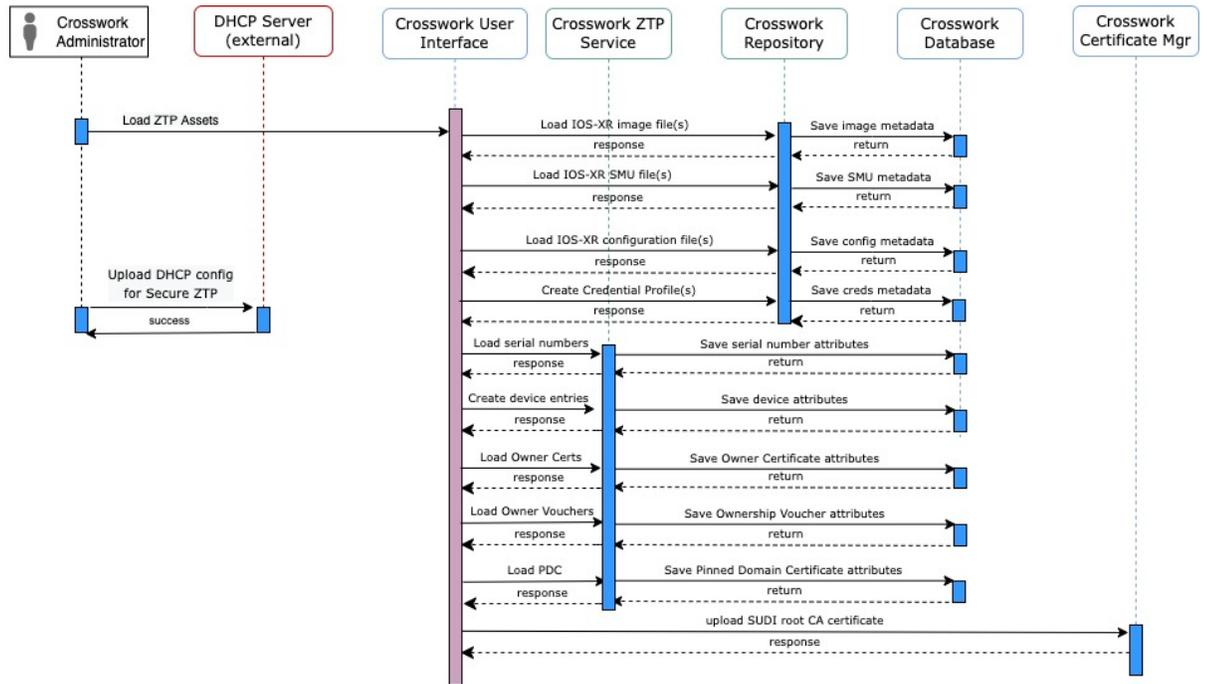 Crosswork
Administrator
DHCP Server
(external)
Crosswork User
Interface
Crosswork ZTP
Service
Crosswork
Repository
Crosswork
Database
Crosswork
Certificate Mgr
Load ZTP Assets
Load IOS-XR image file(s)
Save image metadata
response
return
Load IOS-XR SMU file(s)
Save SMU metadata
response
return
Load IOS-XR configuration file(s)
Save config metadata
response
return
Upload DHCP config
for Secure ZTP
success
Create Credential Profile(s)
Save creds metadata
response
return
Load serial numbers
Save serial number attributes
response
return
Create device entries
Save device attributes
response
return
Load Owner Certs
Save Owner Certificate attributes
response
return
Load Owner Vouchers
Save Ownership Voucher attributes
response
return
Load PDC
Save Pinned Domain Certificate attributes
response
return
upload SUDI root CA certificate
response